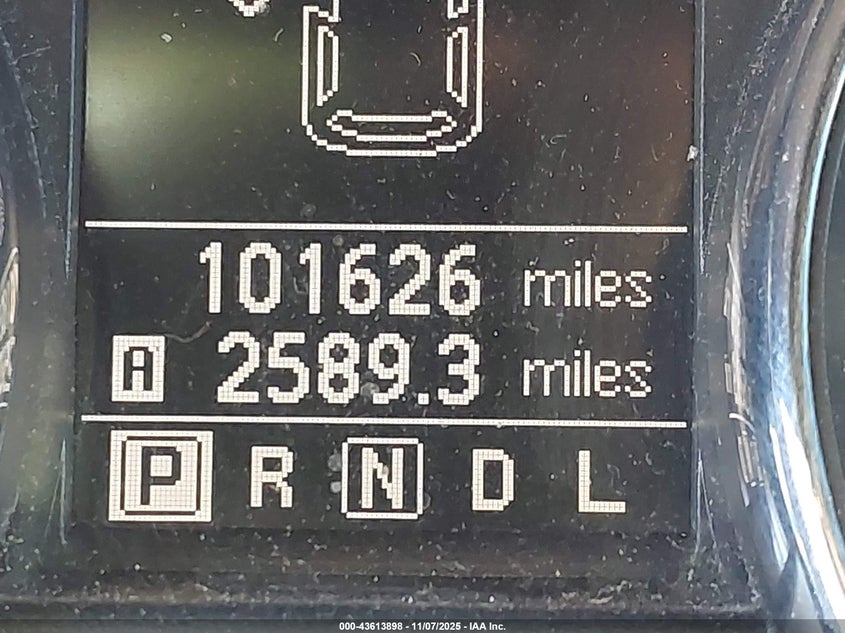 101626 miles
A 2589.3 miles
P R N D L
000-43613898 - 11/07/2025 - IAA Inc.